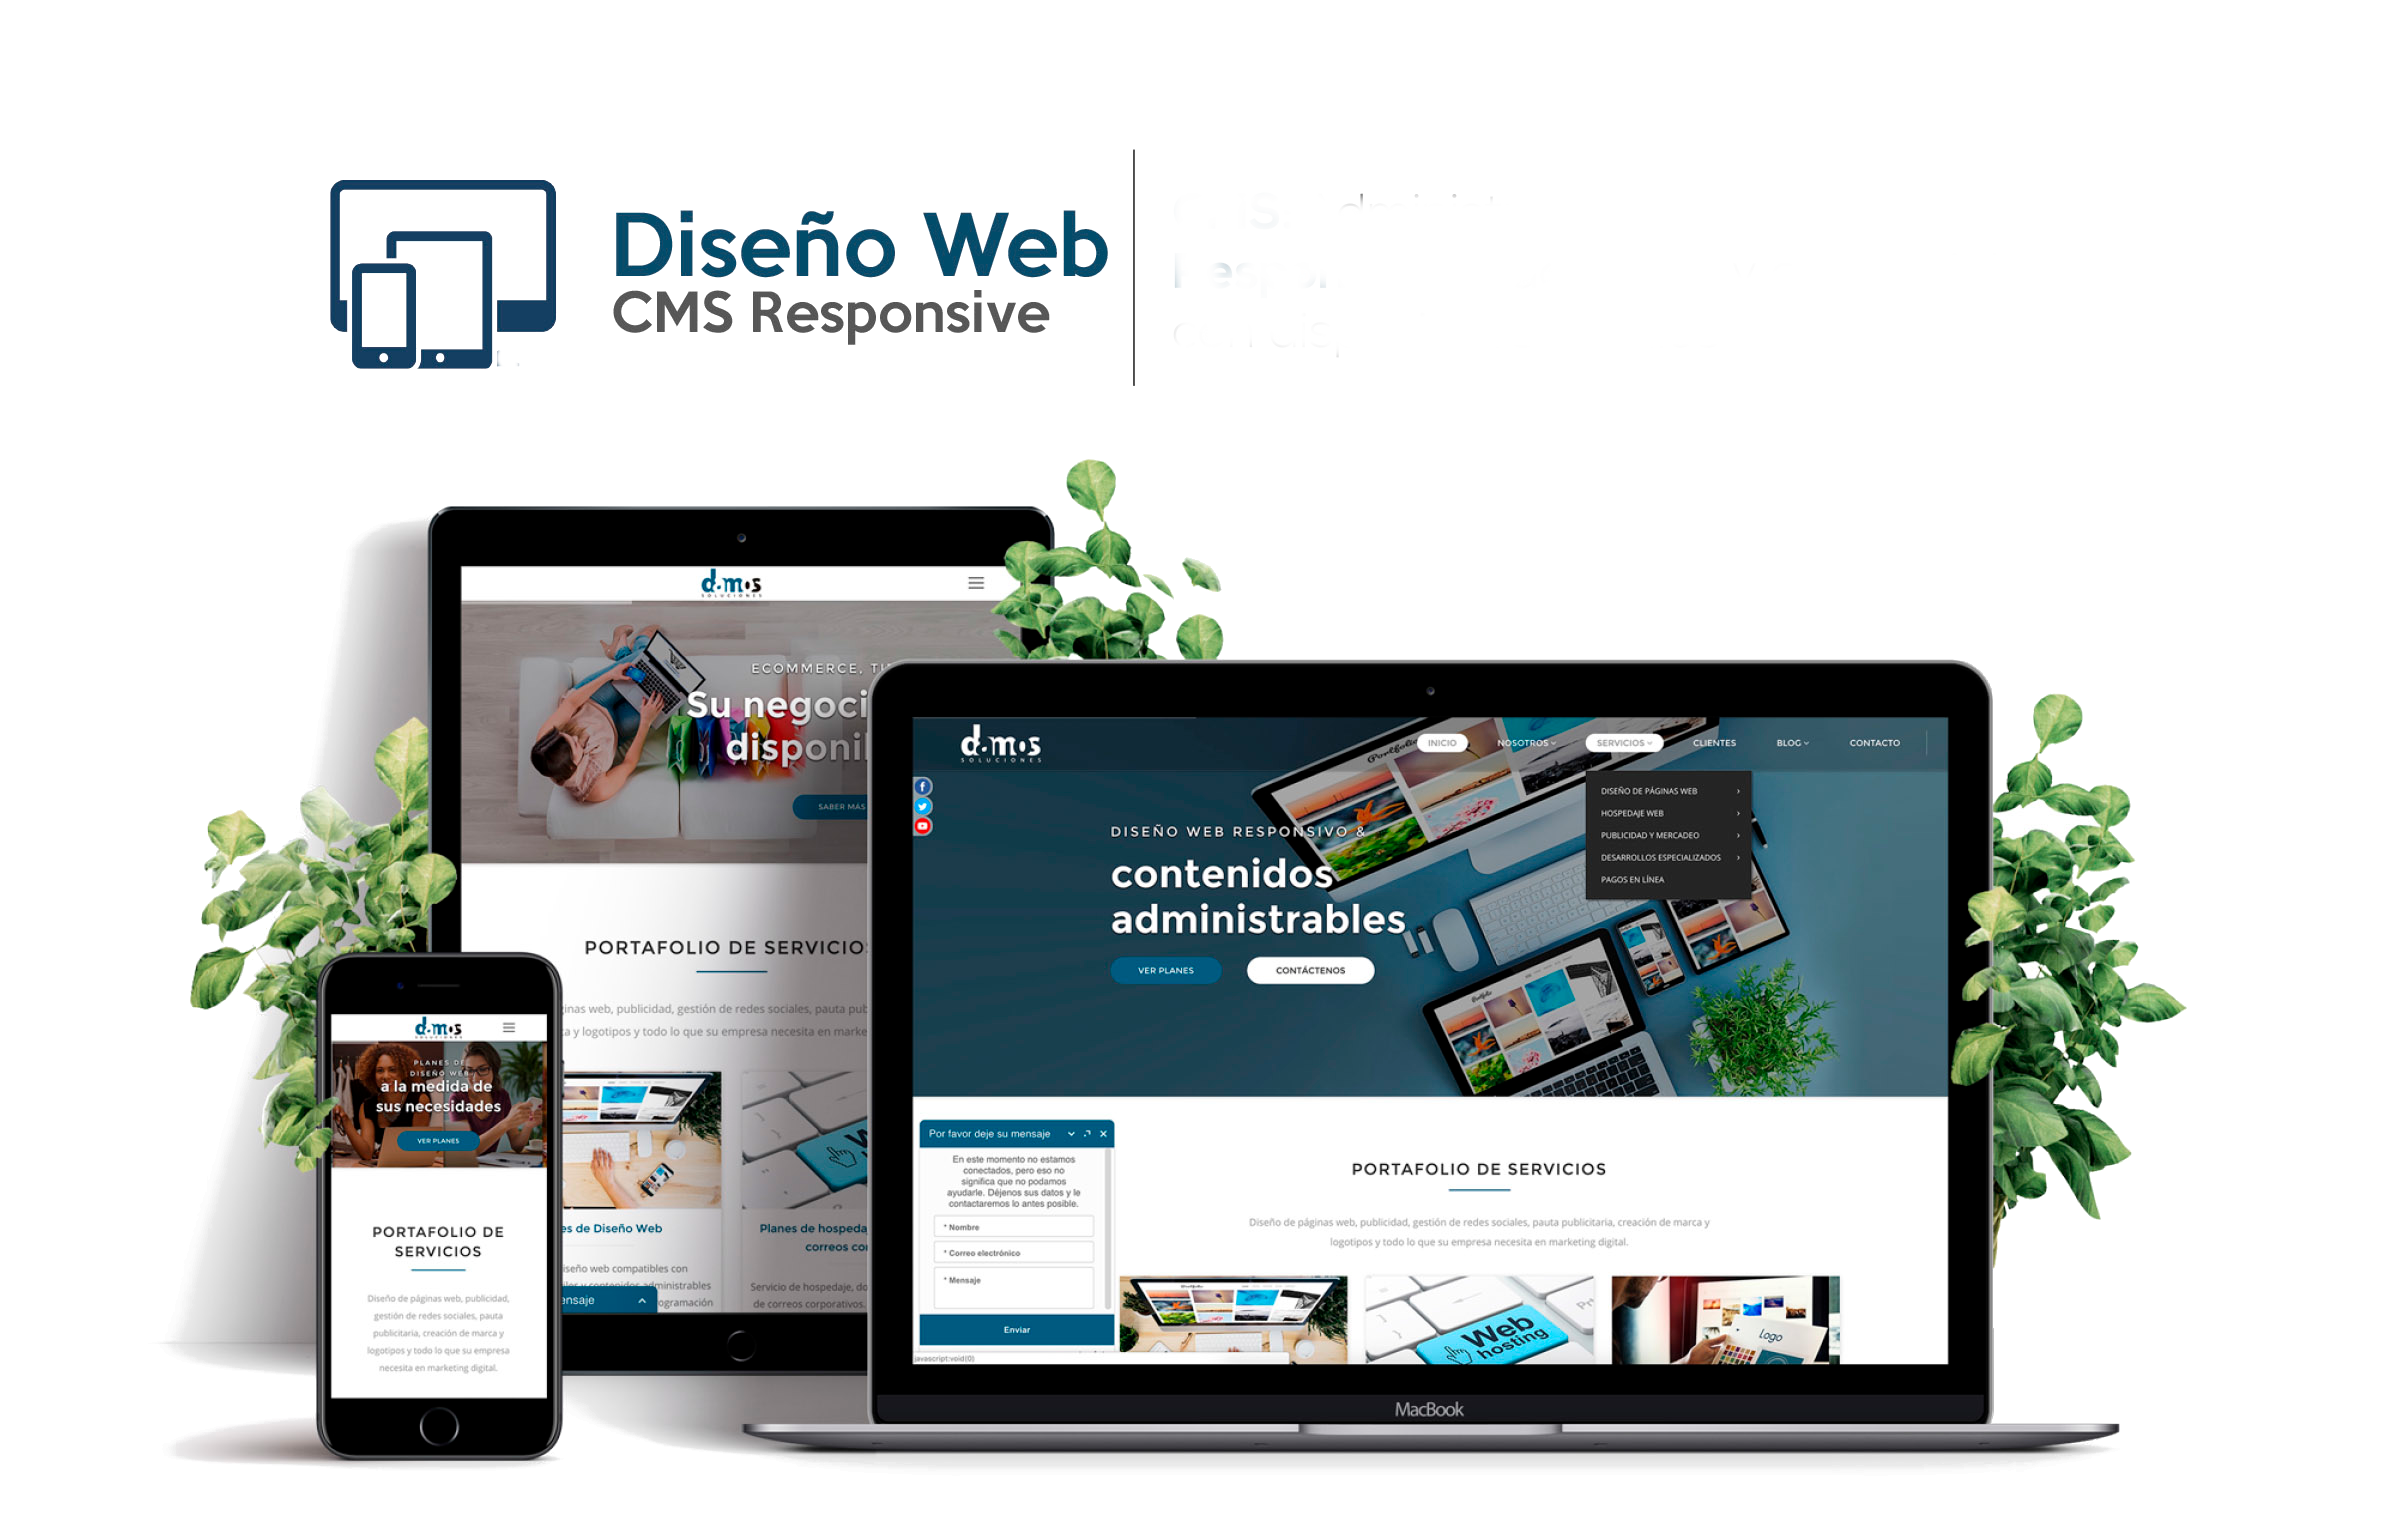 Diseño Web
CMS Responsive
d.mos
SOLUCIONES
ECOMMERCE,
Su negoci
disponi
SABER MÁS
PORTAFOLIO DE SERVICIO
ginas web, publicidad, gestión de redes sociales, pauta pub
a y logotipos y todo lo que su empresa necesita en marke
es de Diseño Web
iseño web compatibles con
administrables
rogramación
ensaje
Planes de hospeda
correos co
Servicio de hospedaje, do
de correos corporativos.
d.mos
SOLUCIONES
PLANES DE
DISEÑO WEB
a la medida de
sus necesidades
VER PLANES
PORTAFOLIO DE
SERVICIOS
Diseño de páginas web, publicidad,
gestión de redes sociales, pauta
publicitaria, creación de marca y
logotipos y todo lo que su empresa
necesita en marketing digital.
d.mos
SOLUCIONES
INICIO NOSOTROS SERVICIOS CLIENTES BLOG CONTACTO
DISEÑO DE PÁGINAS WEB
HOSPEDAJE WEB
PUBLICIDAD Y MERCADEO
DESARROLLOS ESPECIALIZADOS
PAGOS EN LÍNEA
Portfolio
DISEÑO WEB RESPONSIVO &
contenidos
administrables
VER PLANES CONTÁCTENOS
Por favor deje su mensaje
En este momento no estamos
conectados, pero eso no
significa que no podamos
ayudarle. Déjenos sus datos y le
contactaremos lo antes posible.
* Nombre
* Correo electrónico
* Mensaje
Enviar
javascript:void(0)
PORTAFOLIO DE SERVICIOS
Diseño de páginas web, publicidad, gestión de redes sociales, pauta publicitaria, creación de marca y
logotipos y todo lo que su empresa necesita en marketing digital.
Web
hosting
Logo
MacBook